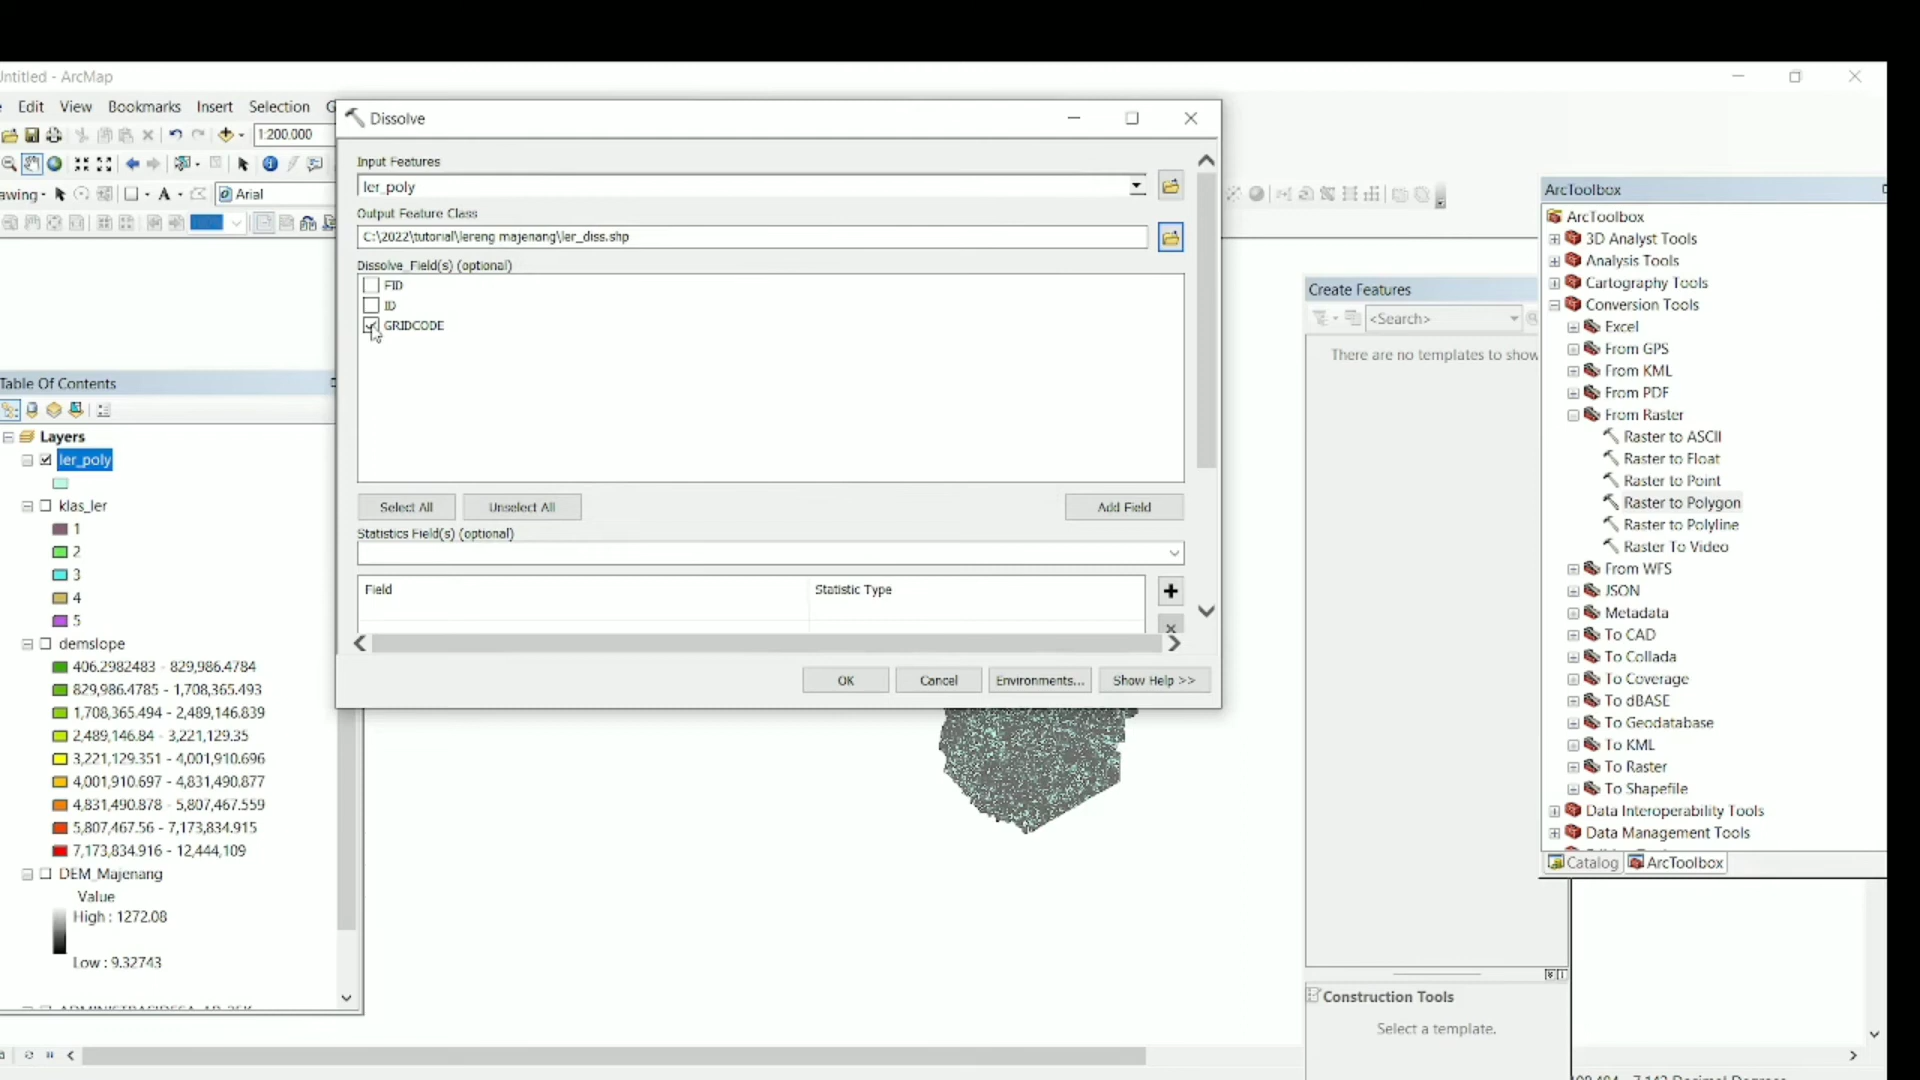 Untitled - ArcMap
Edit View Bookmarks Insert Selection G
1:200.000
awing
A
Arial
Dissolve
Input Features
ler_poly
Output Feature Class
C:\2022\tutorial\lereng majenang\ler_diss.shp
Dissolve_Field(s) (optional)
FID
ID
GRIDCODE
Select All
Unselect All
Add Field
Statistics Field(s) (optional)
Field
Statistic Type
OK
Cancel
Environments...
Show Help >>
Table Of Contents
Layers
ler_poly
klas_ler
1
2
3
4
5
demslope
406.2982483 - 829,986.4784
829,986.4785 - 1,708,365.493
1,708,365.494 - 2,489,146.839
2,489,146.84 - 3,221,129.35
3,221,129.351 - 4,001,910.696
4,001,910.697 - 4,831,490.877
4,831,490.878 - 5,807,467.559
5,807,467.56 - 7,173,834.915
7,173,834.916 - 12,444,109
DEM_Majenang
Value
High : 1272.08
Low : 9.32743
Create Features
<Search>
There are no templates to show
Construction Tools
Select a template.
ArcToolbox
ArcToolbox
3D Analyst Tools
Analysis Tools
Cartography Tools
Conversion Tools
Excel
From GPS
From KML
From PDF
From Raster
Raster to ASCII
Raster to Float
Raster to Point
Raster to Polygon
Raster to Polyline
Raster To Video
From WFS
JSON
Metadata
To CAD
To Collada
To Coverage
To dBASE
To Geodatabase
To KML
To Raster
To Shapefile
Data Interoperability Tools
Data Management Tools
Catalog
ArcToolbox